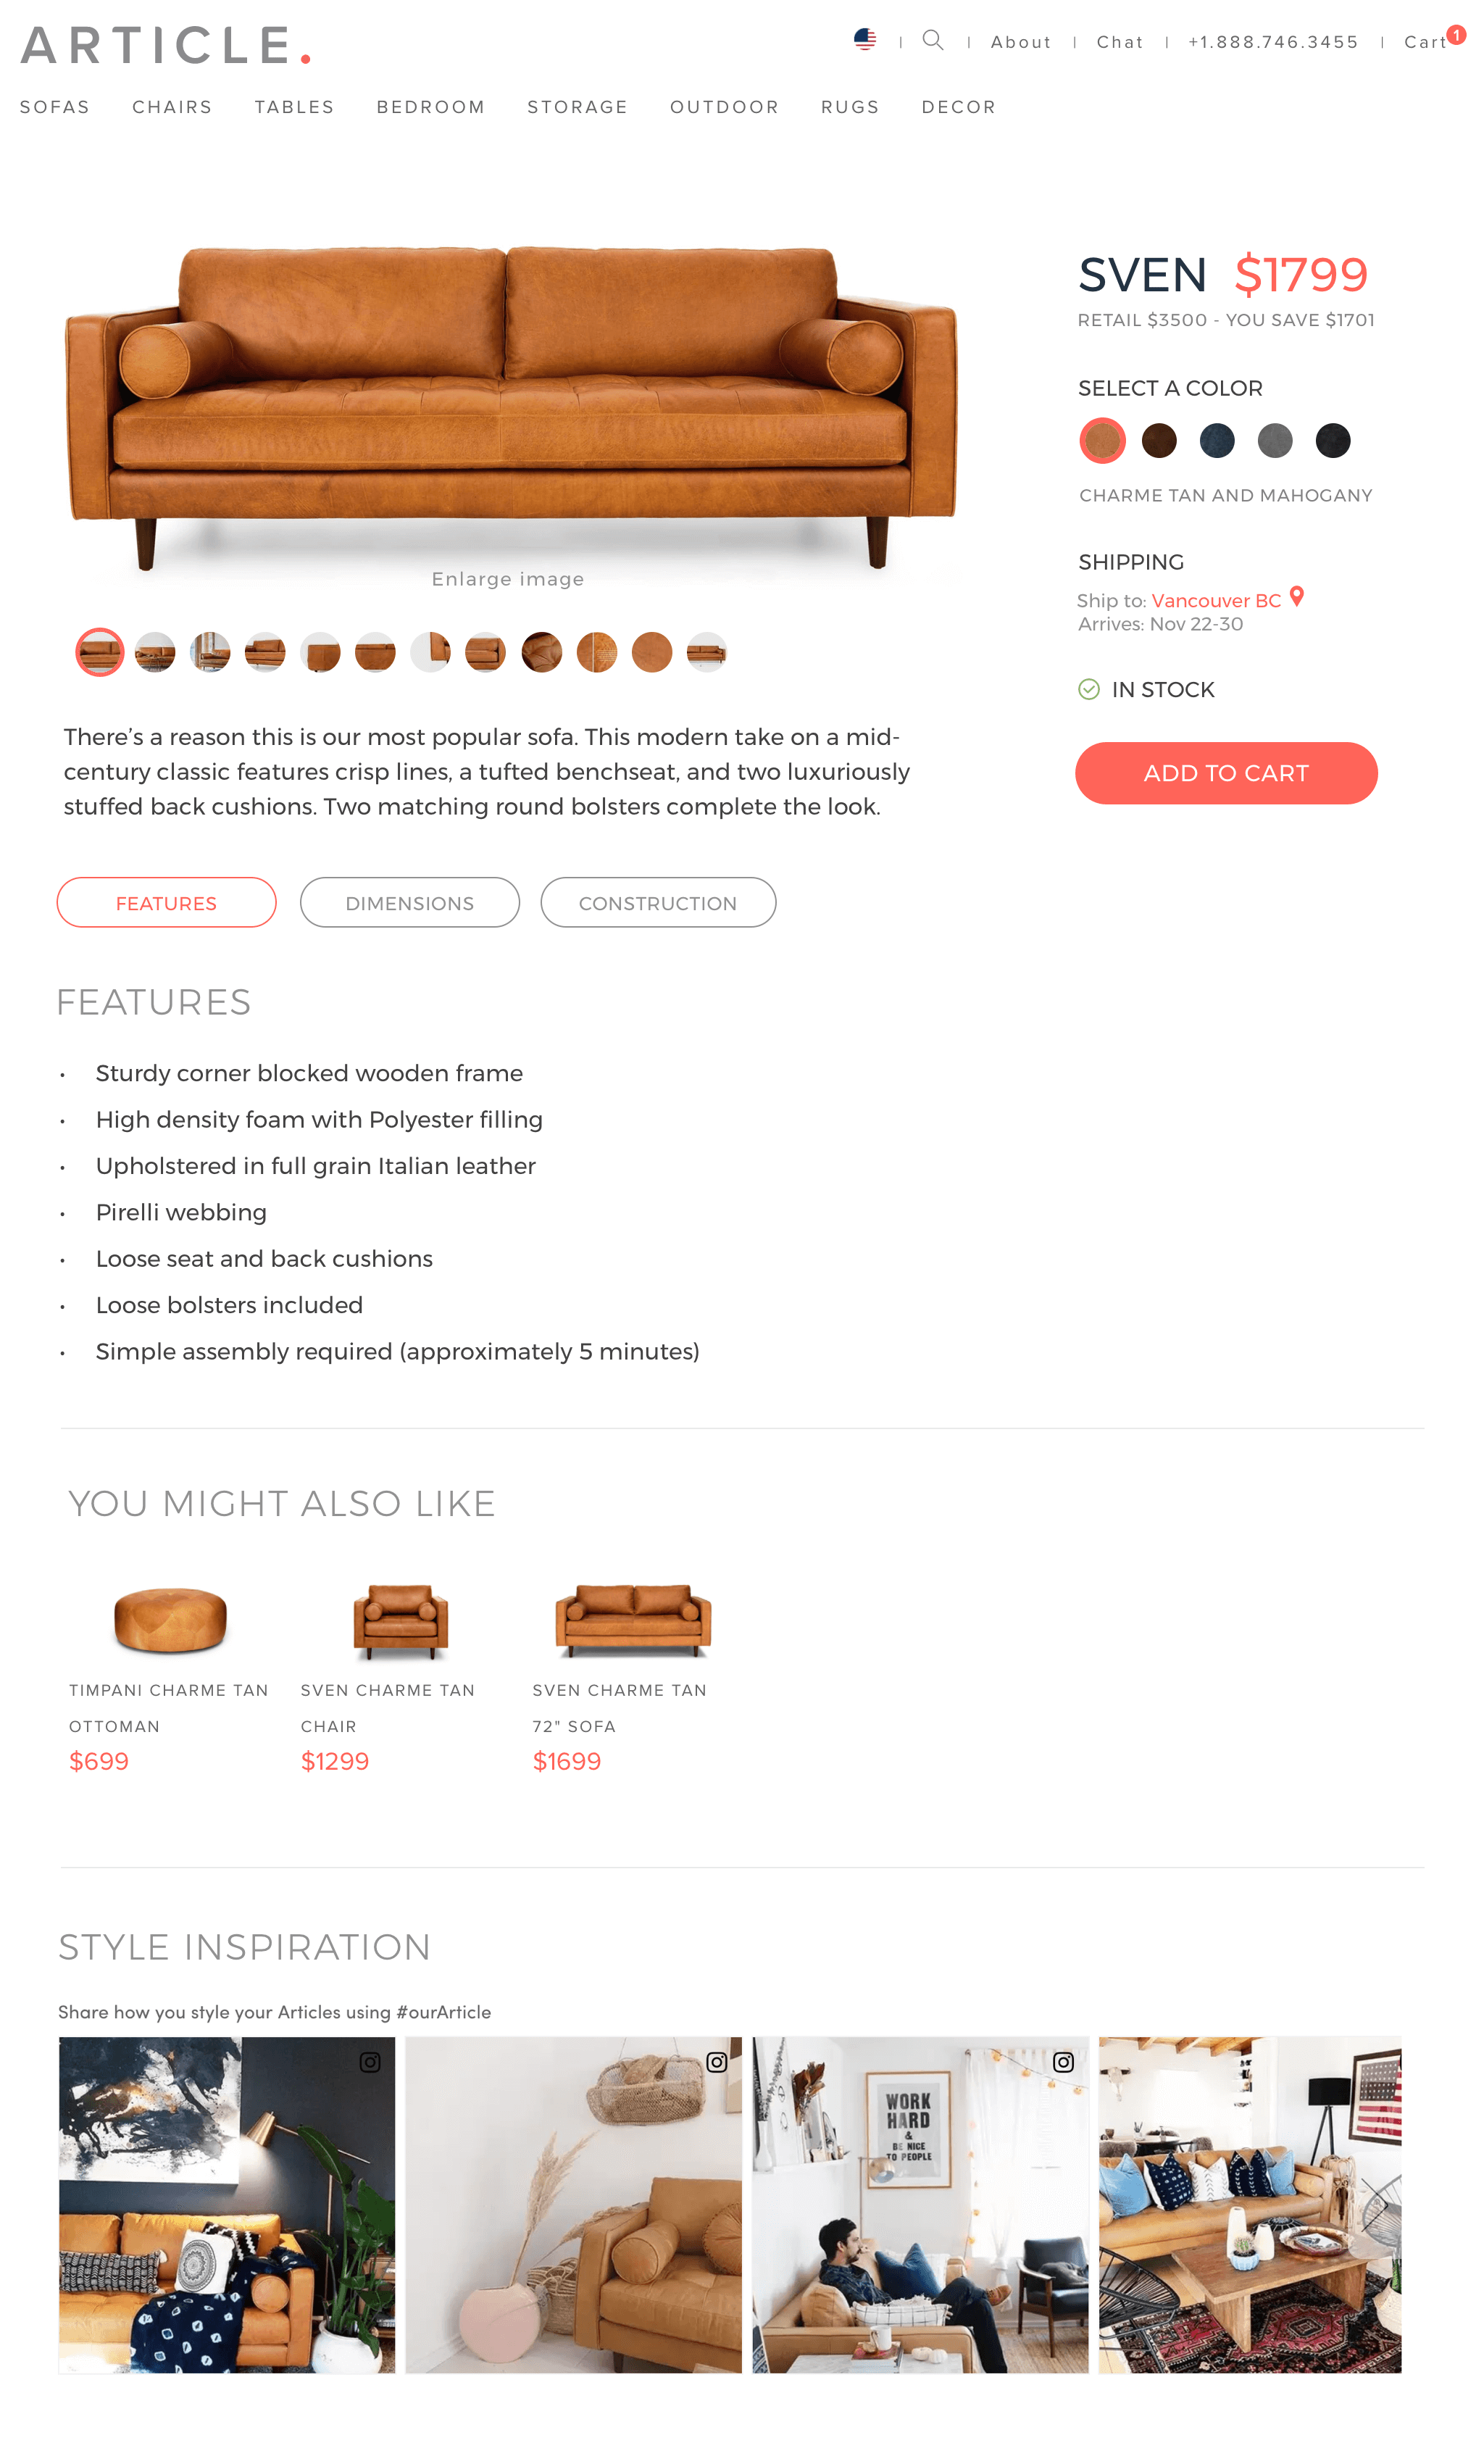 ARTICLE.
About
Chat
+1.888.746.3455
Cart
1
SOFAS CHAIRS TABLES BEDROOM STORAGE OUTDOOR RUGS DECOR
Enlarge image
SVEN $1799
RETAIL $3500 - YOU SAVE $1701
SELECT A COLOR
CHARME TAN AND MAHOGANY
SHIPPING
Ship to: Vancouver BC
Arrives: Nov 22-30
IN STOCK
ADD TO CART
There’s a reason this is our most popular sofa. This modern take on a mid-
century classic features crisp lines, a tufted benchseat, and two luxuriously
stuffed back cushions. Two matching round bolsters complete the look.
FEATURES DIMENSIONS CONSTRUCTION
FEATURES
• Sturdy corner blocked wooden frame
• High density foam with Polyester filling
• Upholstered in full grain Italian leather
• Pirelli webbing
• Loose seat and back cushions
• Loose bolsters included
• Simple assembly required (approximately 5 minutes)
YOU MIGHT ALSO LIKE
TIMPANI CHARME TAN
OTTOMAN
$699
SVEN CHARME TAN
CHAIR
$1299
SVEN CHARME TAN
72" SOFA
$1699
STYLE INSPIRATION
Share how you style your Articles using #ourArticle
WORK
HARD
&
BE NICE
TO PEOPLE